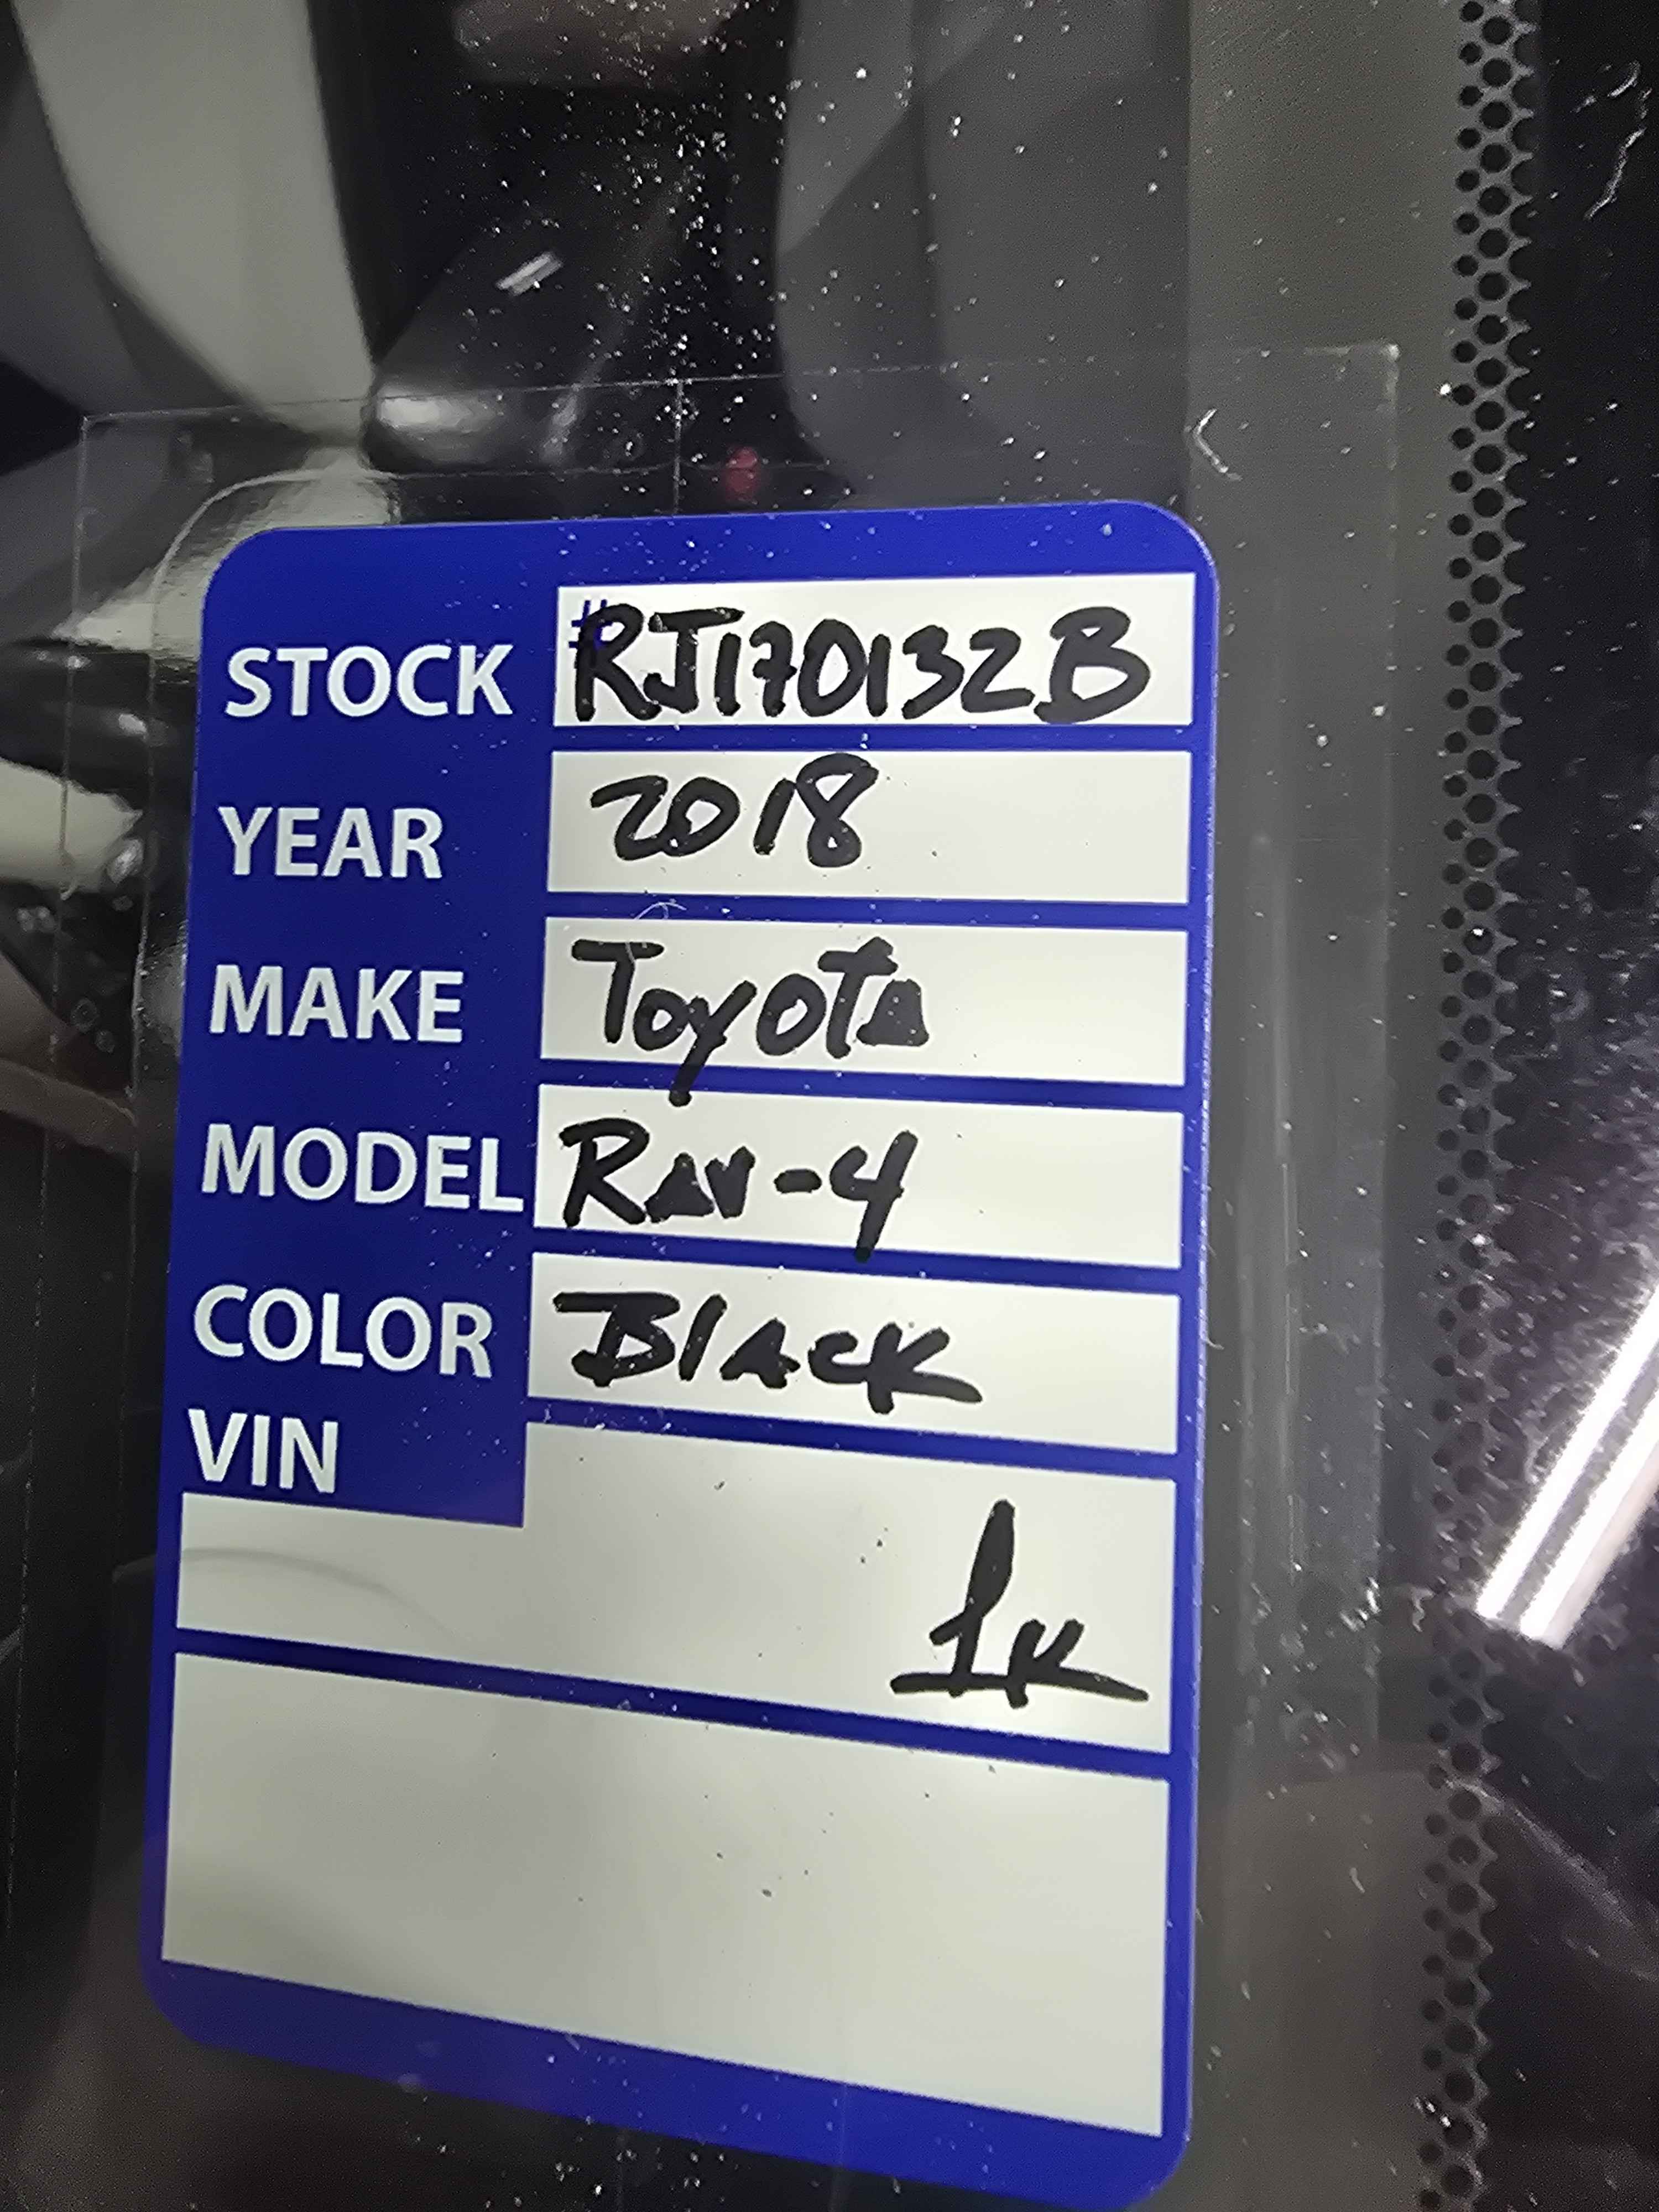 STOCK #RJ170132B
YEAR 2018
MAKE Toyota
MODEL Rav-4
COLOR Black
VIN
1K